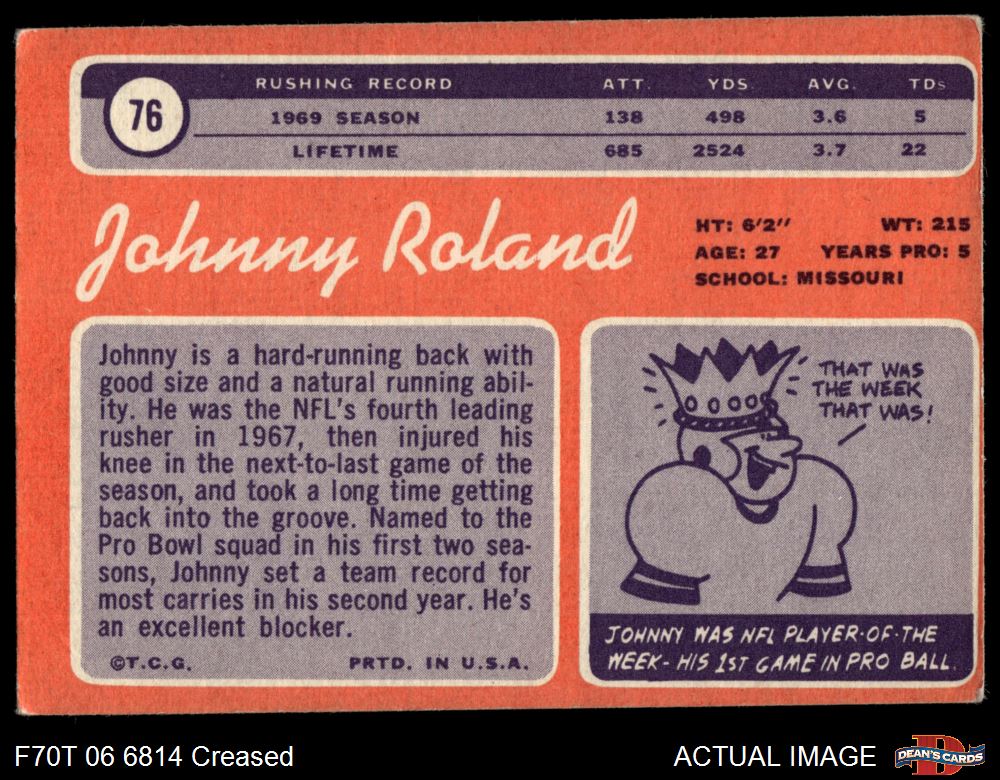 RUSHING RECORD ATT. YDS. AVG. TDs
76
1969 SEASON 138 498 3.6 5
LIFETIME 685 2524 3.7 22
Johnny Roland
HT: 6'2" WT: 215
AGE: 27 YEARS PRO: 5
SCHOOL: MISSOURI
Johnny is a hard-running back with
good size and a natural running abil-
ity. He was the NFL's fourth leading
rusher in 1967, then injured his
knee in the next-to-last game of the
season, and took a long time getting
back into the groove. Named to the
Pro Bowl squad in his first two sea-
sons, Johnny set a team record for
most carries in his second year. He's
an excellent blocker.
©T.C.G. PRTD. IN U.S.A.
THAT WAS
THE WEEK
THAT WAS!
JOHNNY WAS NFL PLAYER-OF-THE
WEEK- HIS 1ST GAME IN PRO BALL.
F70T 06 6814 Creased
ACTUAL IMAGE
DEAN'S CARDS